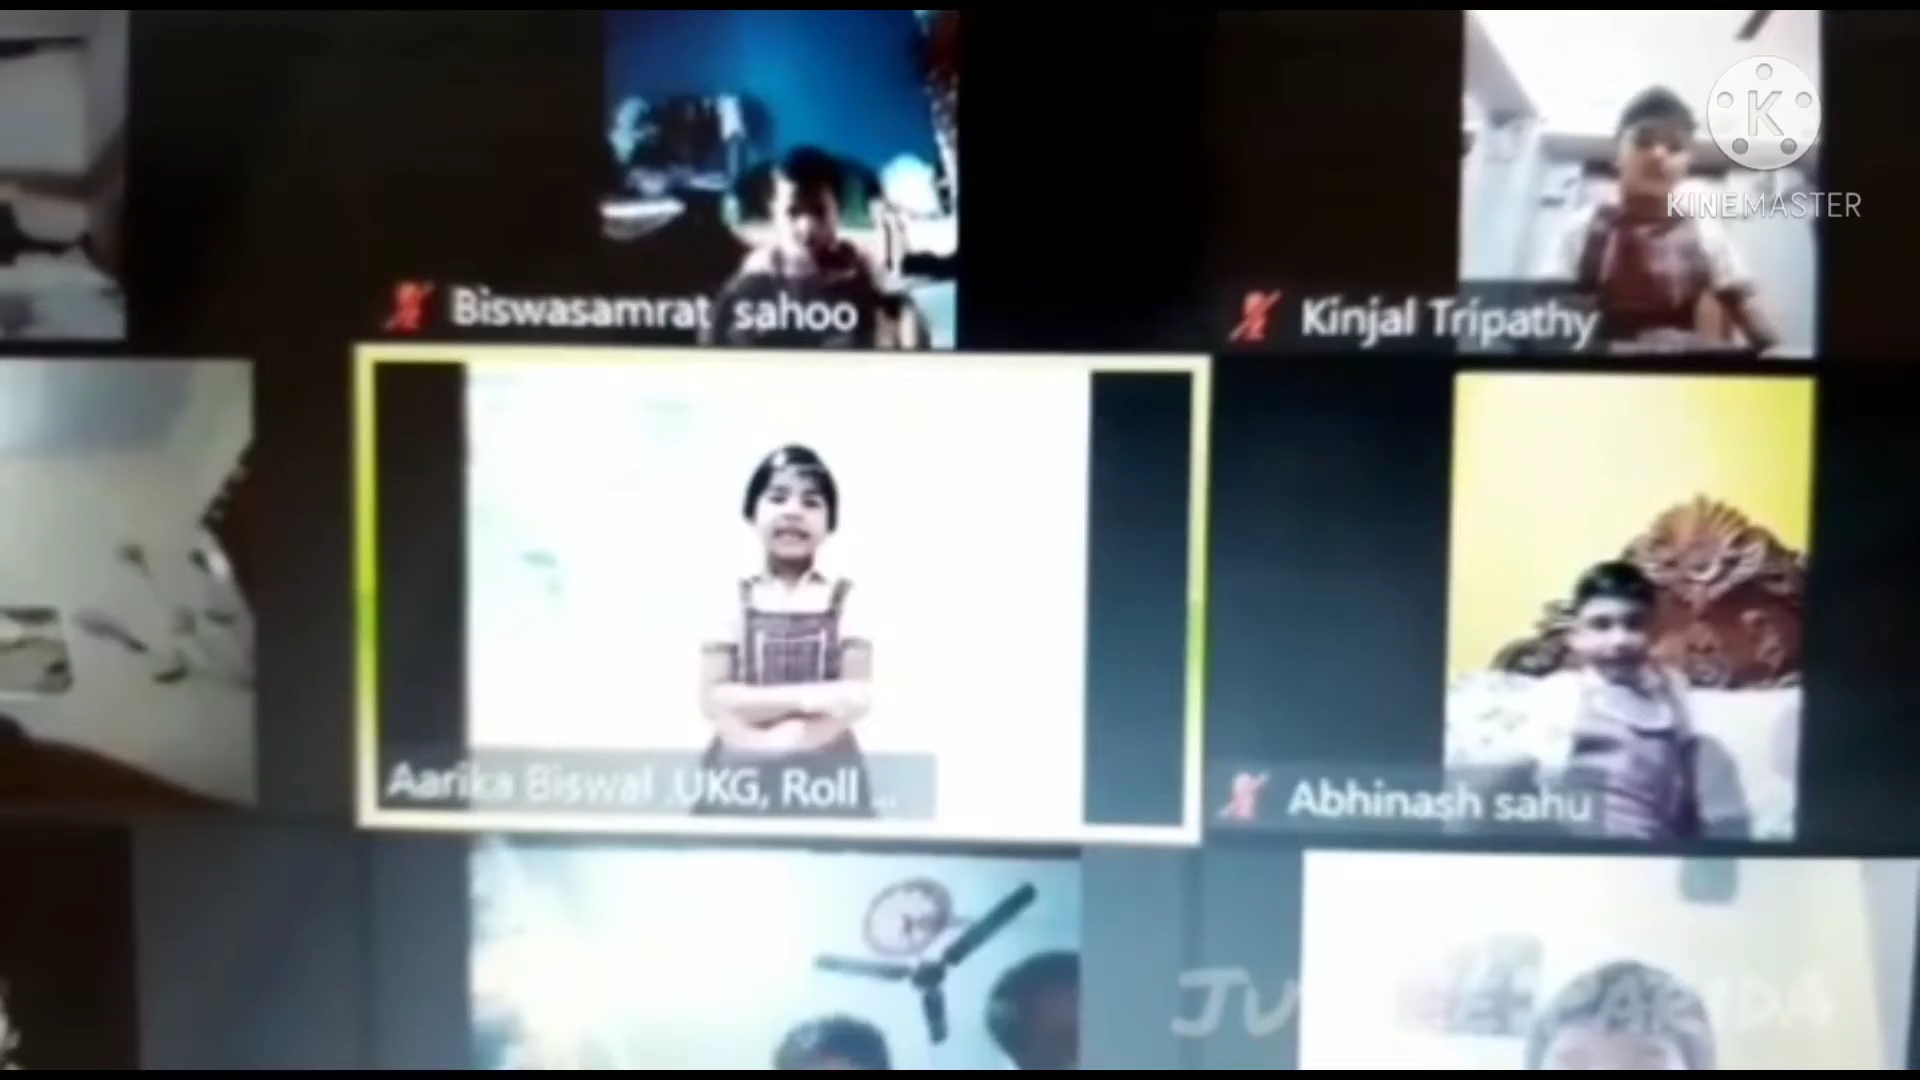 K
KINEMASTER
Biswasamrat sahoo
Kinjal Tripathy
Aarika Biswal .UKG, Roll ...
Abhinash sahu